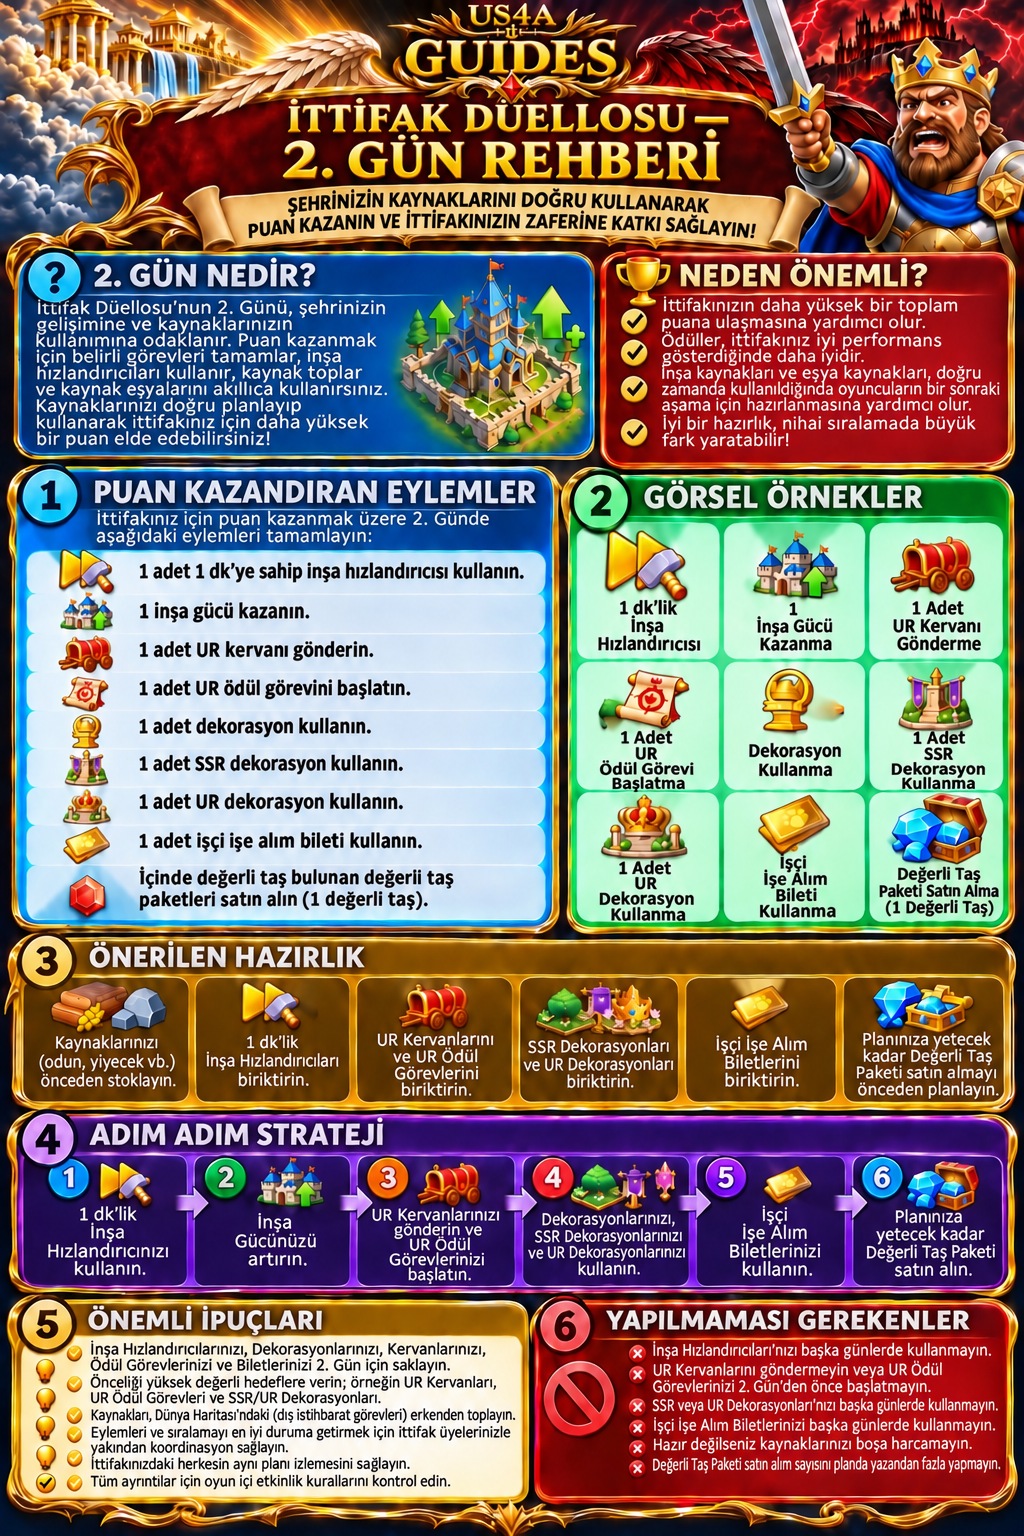 US4A
GUIDES
İTTİFAK DÜELLOSU —
2. GÜN REHBERİ
ŞEHRİNİZİN KAYNAKLARINI DOĞRU KULLANARAK
PUAN KAZANIN VE İTTİFAKINIZIN ZAFERİNE KATKI SAĞLAYIN!
? 2. GÜN NEDİR?
İttifak Düellosu'nun 2. Günü, şehrinizin
gelişimine ve kaynaklarınızın
kullanımına odaklanır. Puan kazanmak
için belirli görevleri tamamlar, inşa
hızlandırıcıları kullanır, kaynak toplar
ve kaynak eşyalarını akıllıca kullanırsınız.
Kaynaklarınızı doğru planlayıp
kullanarak ittifakınız için daha yüksek
bir puan elde edebilirsiniz!
NEDEN ÖNEMLİ?
İttifakınızın daha yüksek bir toplam
puana ulaşmasına yardımcı olur.
Ödüller, ittifakınız iyi performans
gösterdiğinde daha iyidir.
İnşa kaynakları ve eşya kaynakları, doğru
zamanda kullanıldığında oyuncuların bir sonraki
aşama için hazırlanmasına yardımcı olur.
İyi bir hazırlık, nihai sıralamada büyük
fark yaratabilir!
1 PUAN KAZANDIRAN EYLEMLER
İttifakınız için puan kazanmak üzere 2. Günde
aşağıdaki eylemleri tamamlayın:
1 adet 1 dk'ye sahip inşa hızlandırıcısı kullanın.
1 inşa gücü kazanın.
1 adet UR kervanı gönderin.
1 adet UR ödül görevini başlatın.
1 adet dekorasyon kullanın.
1 adet SSR dekorasyon kullanın.
1 adet UR dekorasyon kullanın.
1 adet işçi işe alım bileti kullanın.
İçinde değerli taş bulunan değerli taş
paketleri satın alın (1 değerli taş).
2 GÖRSEL ÖRNEKLER
1 dk'lik
İnşa
Hızlandırıcısı
1
İnşa Gücü
Kazanma
1 Adet
UR Kervanı
Gönderme
1 Adet
UR
Ödül Görevi
Başlatma
Dekorasyon
Kullanma
1 Adet
SSR
Dekorasyon
Kullanma
1 Adet
UR
Dekorasyon
Kullanma
İşçi
İşe Alım
Bileti
Kullanma
Değerli Taş
Paketi Satın Alma
(1 Değerli Taş)
3 ÖNERİLEN HAZIRLIK
Kaynaklarınızı
(odun, yiyecek vb.)
önceden stoklayın.
1 dk'lik
İnşa Hızlandırıcıları
biriktirin.
UR Kervanlarını
ve UR Ödül
Görevlerini
biriktirin.
SSR Dekorasyonları
ve UR Dekorasyonları
biriktirin.
İşçi İşe Alım
Biletlerini
biriktirin.
Planınıza yetecek
kadar Değerli Taş
Paketi satın almayı
önceden planlayın.
4 ADIM ADIM STRATEJİ
1
1 dk'lik
İnşa
Hızlandırıcınızı
kullanın.
2
İnşa
Gücünüzü
artırın.
3
UR Kervanlarınızı
gönderin ve
UR Ödül
Görevlerinizi
başlatın.
4
Dekorasyonlarınızı,
SSR Dekorasyonlarınızı
ve UR Dekorasyonlarınızı
kullanın.
5
İşçi
İşe Alım
Biletlerinizi
kullanın.
6
Planınıza
yetecek kadar
Değerli Taş Paketi
satın alın.
5 ÖNEMLİ İPUÇLARI
İnşa Hızlandırıcılarınızı, Dekorasyonlarınızı, Kervanlarınızı,
Ödül Görevlerinizi ve Biletlerinizi 2. Gün için saklayın.
Önceliği yüksek değerli hedeflere verin; örneğin UR Kervanları,
UR Ödül Görevleri ve SSR/UR Dekorasyonları.
Kaynakları, Dünya Haritası'ndaki (dış istihbarat görevleri) erkenden toplayın.
Eylemleri ve sıralamayı en iyi duruma getirmek için ittifak üyelerinizle
yakından koordinasyon sağlayın.
İttifakınızdaki herkesin aynı planı izlemesini sağlayın.
Tüm ayrıntılar için oyun içi etkinlik kurallarını kontrol edin.
6 YAPILMAMASI GEREKENLER
İnşa Hızlandırıcıları'nızı başka günlerde kullanmayın.
UR Kervanlarını göndermeyin veya UR Ödül
Görevlerinizi 2. Gün'den önce başlatmayın.
SSR veya UR Dekorasyonları'nızı başka günlerde kullanmayın.
İşçi İşe Alım Biletlerinizi başka günlerde kullanmayın.
Hazır değilseniz kaynaklarınızı boşa harcamayın.
Değerli Taş Paketi satın alım sayısını planda yazandan fazla yapmayın.